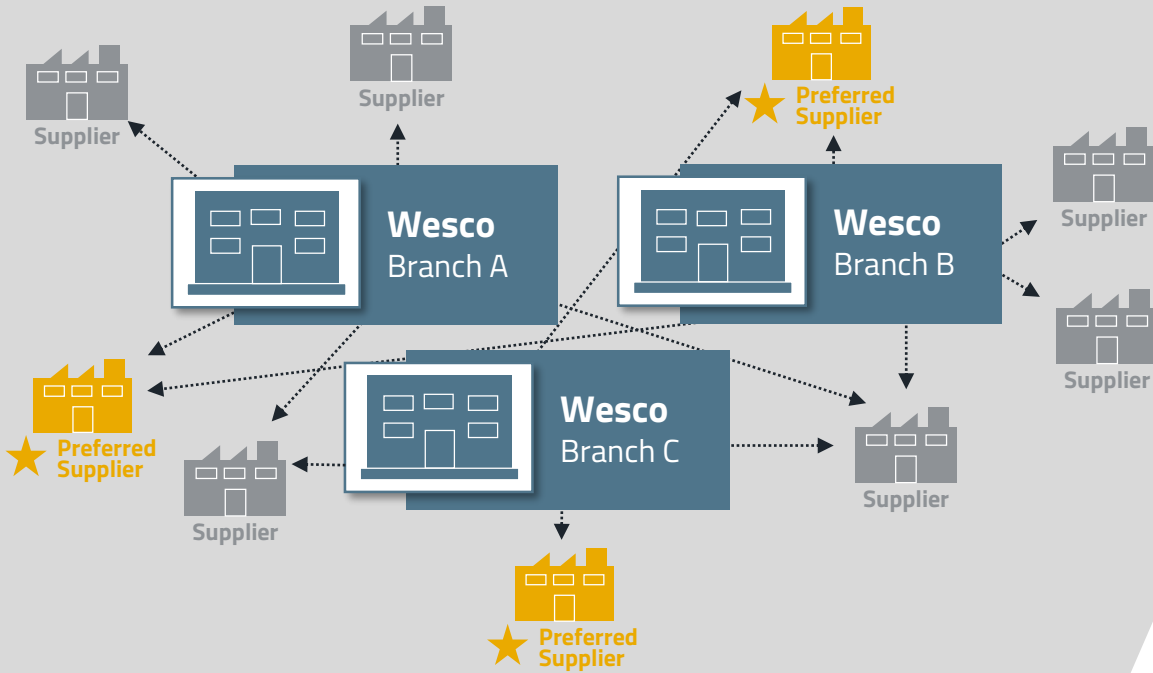 Supplier
Supplier
Preferred
Supplier
Supplier
Wesco
Branch A
Wesco
Branch B
Supplier
Preferred
Supplier
Wesco
Branch C
Supplier
Supplier
Preferred
Supplier